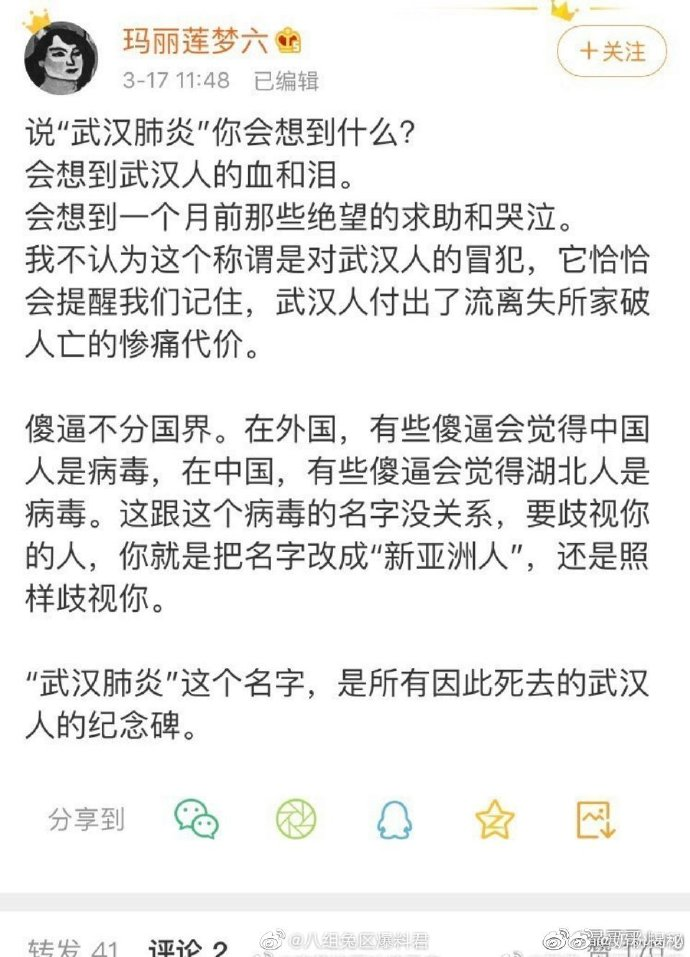 玛丽莲梦六
3-17 11:48 已编辑
+关注
说“武汉肺炎”你会想到什么?
会想到武汉人的血和泪。
会想到一个月前那些绝望的求助和哭泣。
我不认为这个称谓是对武汉人的冒犯，它恰恰
会提醒我们记住，武汉人付出了流离失所家破
人亡的惨痛代价。
傻逼不分国界。在外国，有些傻逼会觉得中国
人是病毒，在中国，有些傻逼会觉得湖北人是
病毒。这跟这个病毒的名字没关系，要歧视你
的人，你就是把名字改成“新亚洲人”，还是照
样歧视你。
“武汉肺炎”这个名字，是所有因此死去的武汉
人的纪念碑。
分享到
转发 41 评论 2
@八组兔区爆料君